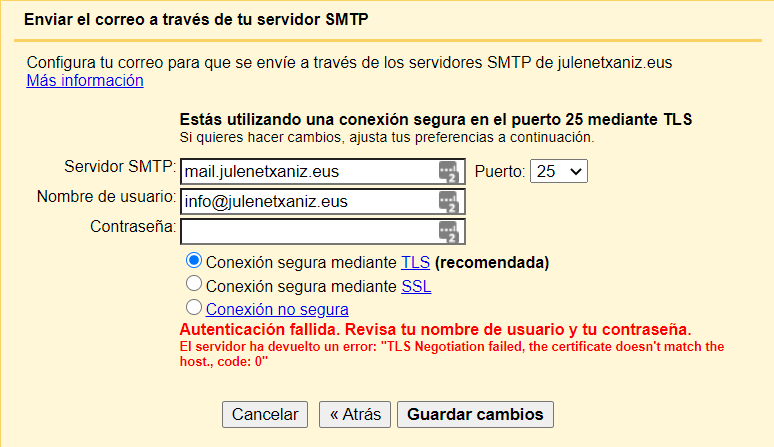 Enviar el correo a través de tu servidor SMTP
Configura tu correo para que se envíe a través de los servidores SMTP de julenetxaniz.eus
Más información
Estás utilizando una conexión segura en el puerto 25 mediante TLS
Si quieres hacer cambios, ajusta tus preferencias a continuación.
Servidor SMTP: mail.julenetxaniz.eus 2 Puerto: 25
Nombre de usuario: info@julenetxaniz.eus 2
Contraseña: 2
Conexión segura mediante TLS (recomendada)
Conexión segura mediante SSL
Conexión no segura
Autenticación fallida. Revisa tu nombre de usuario y tu contraseña.
El servidor ha devuelto un error: "TLS Negotiation failed, the certificate doesn't match the
host., code: 0"
Cancelar « Atrás Guardar cambios